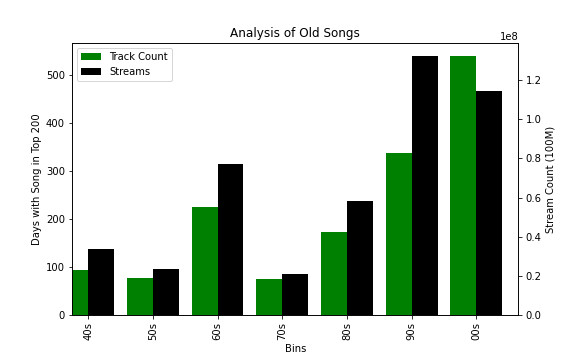 Analysis of Old Songs
1e8
Track Count
Streams
500
400
300
200
100
0
Days with Song in Top 200
1.2
1.0
0.8
0.6
0.4
0.2
0.0
Stream Count (100M)
40s
50s
60s
70s
80s
90s
00s
Bins